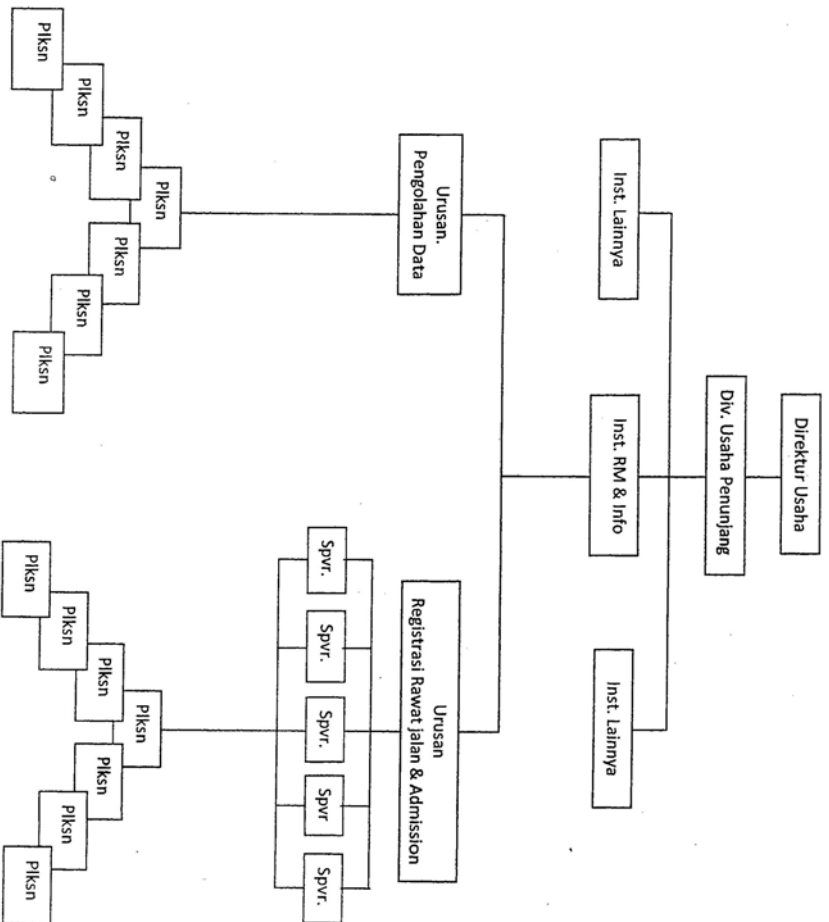 Direktur Usaha
Div. Usaha Penunjang
Inst. Lainnya
Inst. RM & Info
Inst. Lainnya
Urusan.
Pengolahan Data
Urusan
Registrasi Rawat jalan & Admission
Spvr.
Spvr.
Spvr.
Spvr
Spvr.
Plksn
Plksn
Plksn
Plksn
Plksn
Plksn
Plksn
Plksn
Plksn
Plksn
Plksn
Plksn
Plksn
Plksn